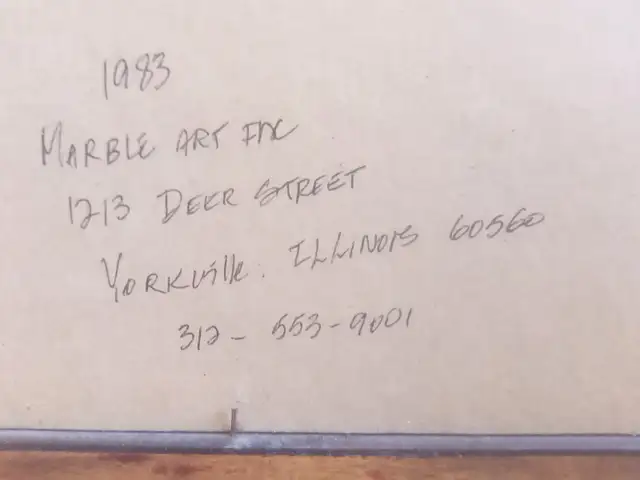 1983
MARBLE ART INC
1213 DEER STREET
YORKVille. ILLINOIS 60560
312 - 553-9001